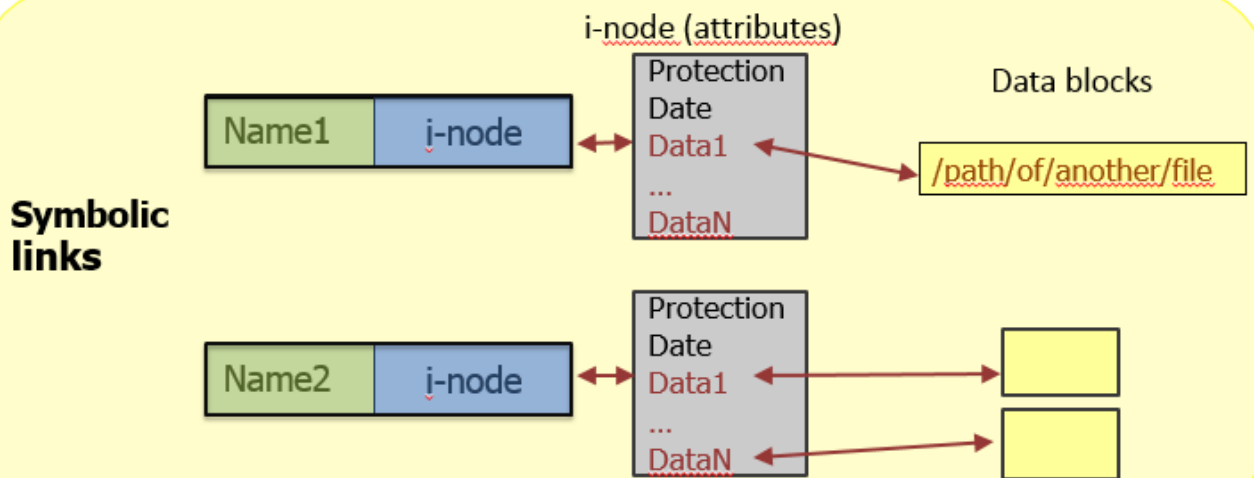 i-node (attributes)
Data blocks
Name1 i-node
Protection
Date
Data1
...
DataN
/path/of/another/file
Symbolic
links
Name2 i-node
Protection
Date
Data1
...
DataN